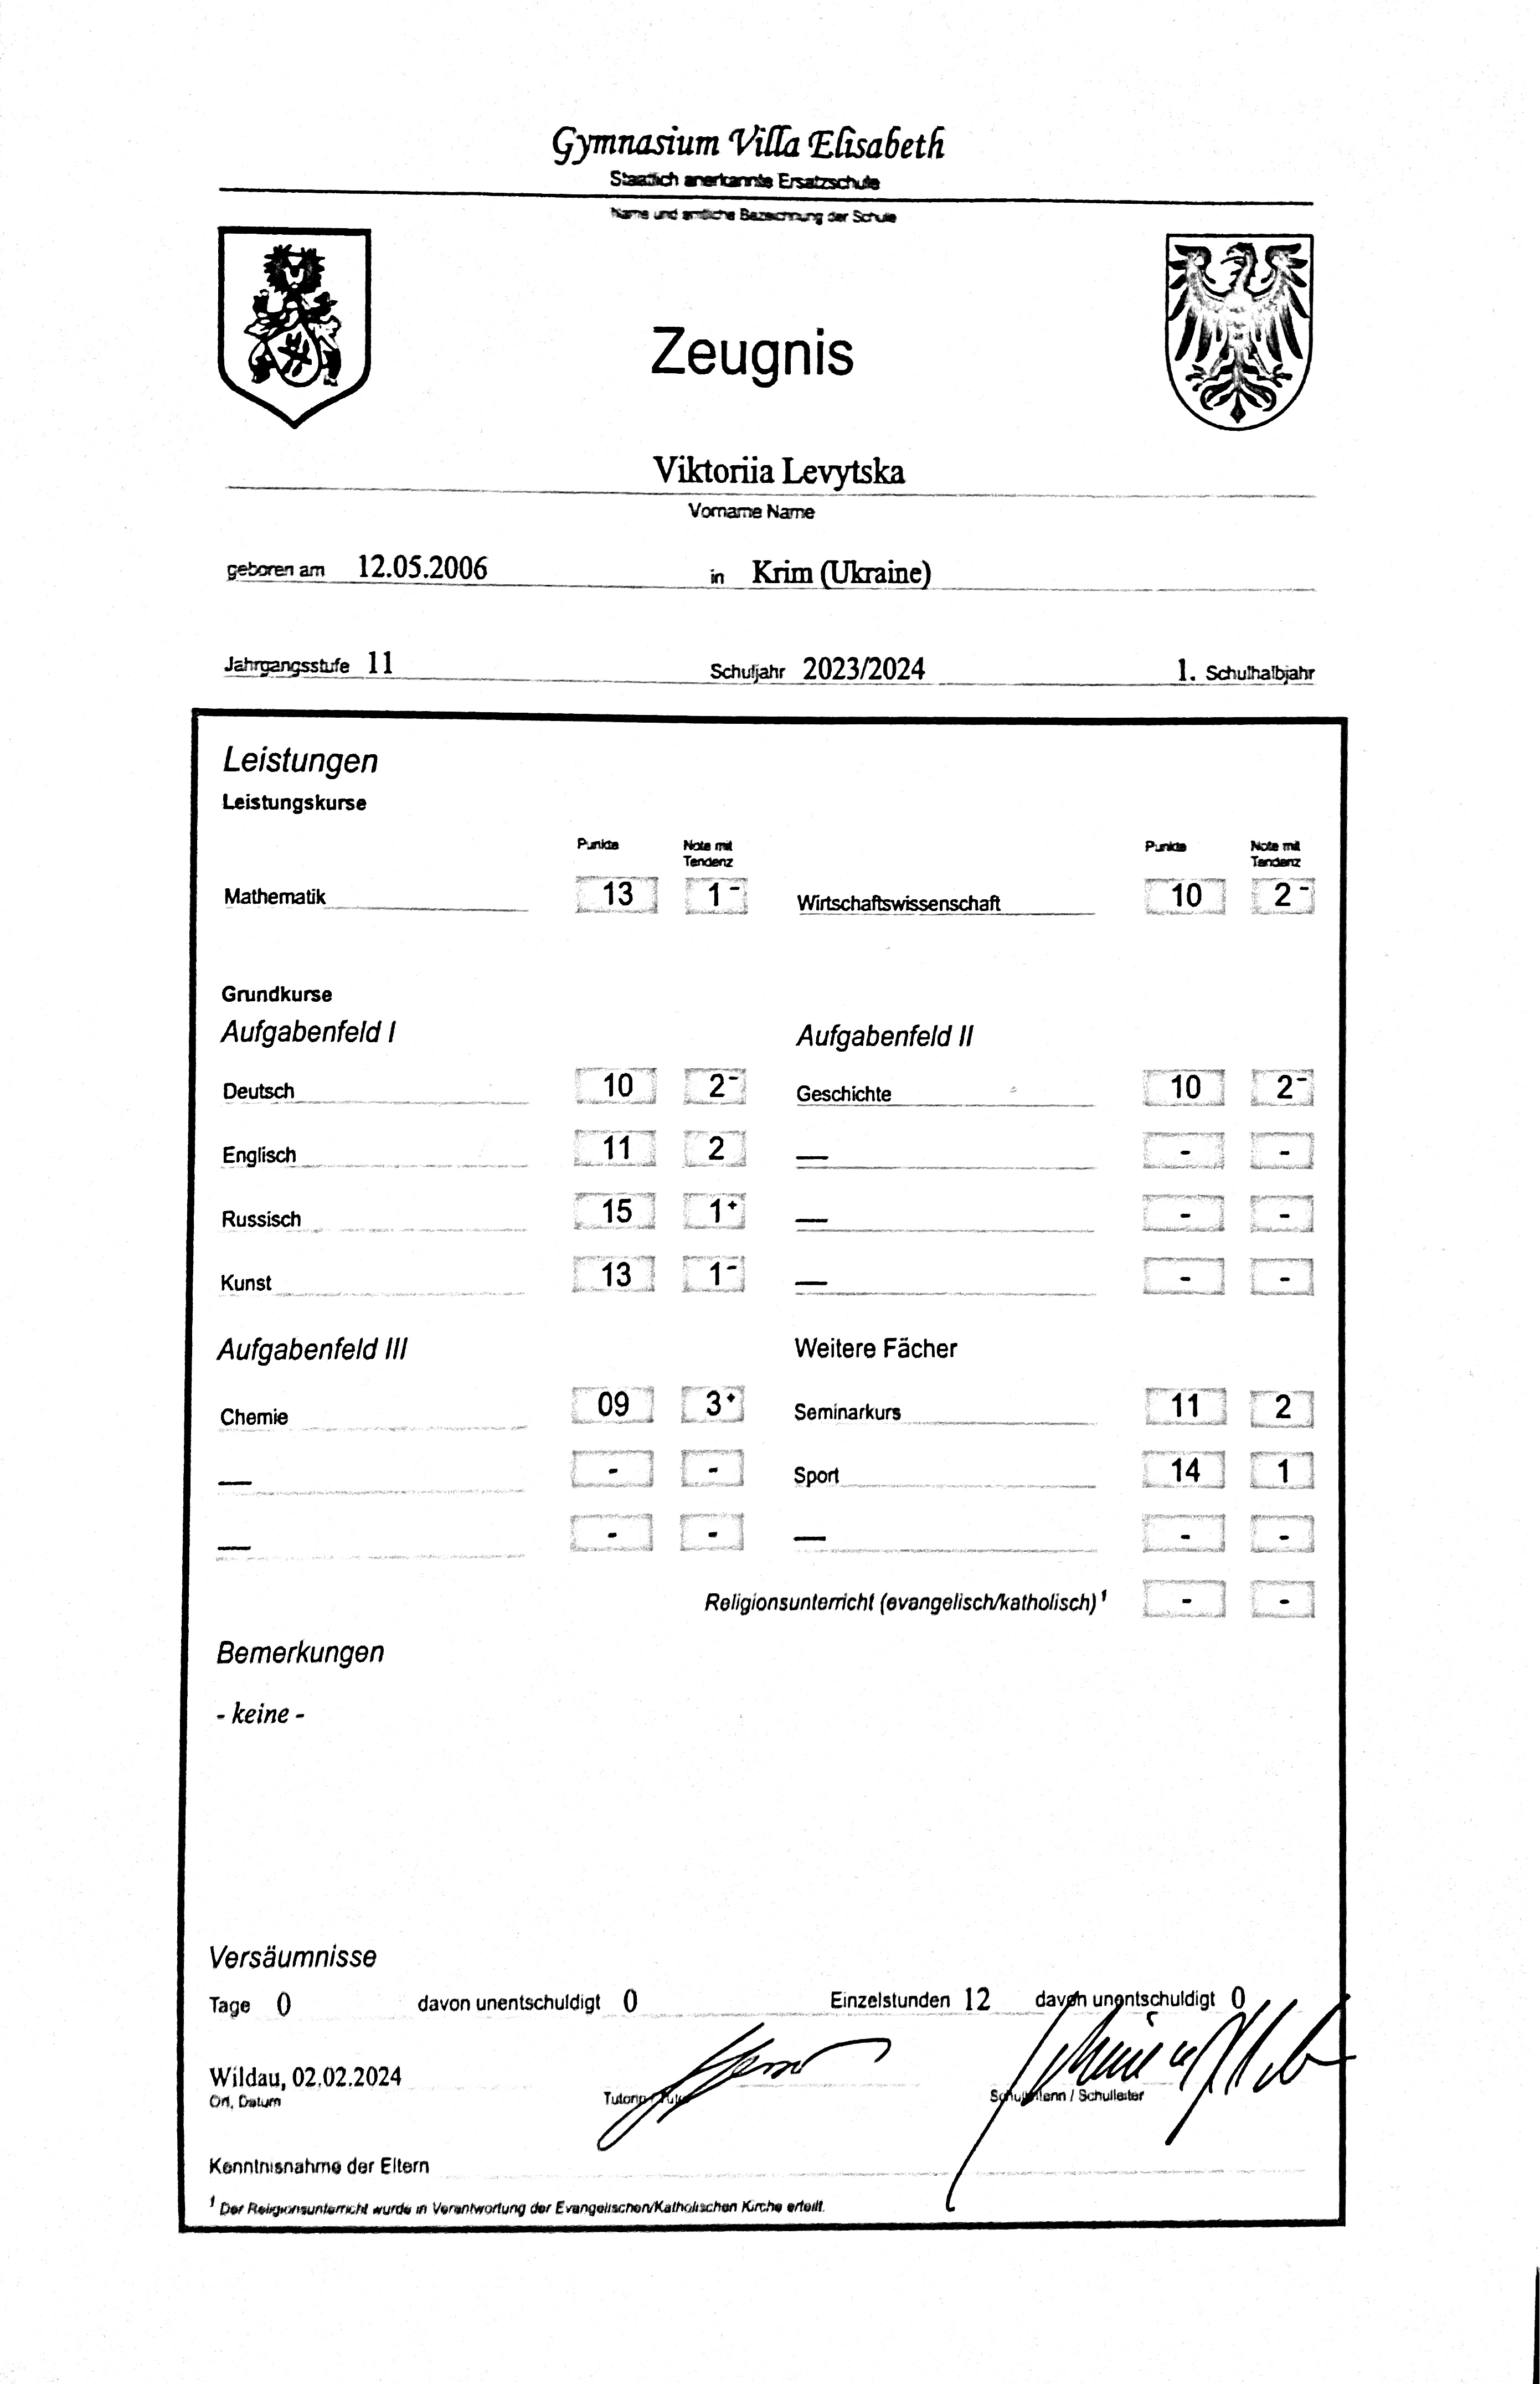 Gymnasium Villa Elisabeth
Staatlich anerkannte Ersatzschule
Name und amtliche Bezeichnung der Schule
Zeugnis
Viktoriia Levytska
Vorname Name
geboren am 12.05.2006 in Krim (Ukraine)
Jahrgangsstufe 11 Schuljahr 2023/2024 1. Schulhalbjahr
Leistungen
Leistungskurse
Punkte Note mit Tendenz Punkte Note mit Tendenz
Mathematik 13 1- Wirtschaftswissenschaft 10 2-
Grundkurse
Aufgabenfeld I Aufgabenfeld II
Deutsch 10 2- Geschichte 10 2-
Englisch 11 2 — - -
Russisch 15 1+ — - -
Kunst 13 1- — - -
Aufgabenfeld III Weitere Fächer
Chemie 09 3+ Seminarkurs 11 2
— - - Sport 14 1
— - - — - -
Religionsunterricht (evangelisch/katholisch)¹ - -
Bemerkungen
- keine -
Versäumnisse
Tage 0 davon unentschuldigt 0 Einzelstunden 12 davon unentschuldigt 0
Wildau, 02.02.2024
Ort, Datum Tutorin / Schulleiter
Kenntnisnahme der Eltern
¹ Der Religionsunterricht wurde in Verantwortung der Evangelischen/Katholischen Kirche erteilt.